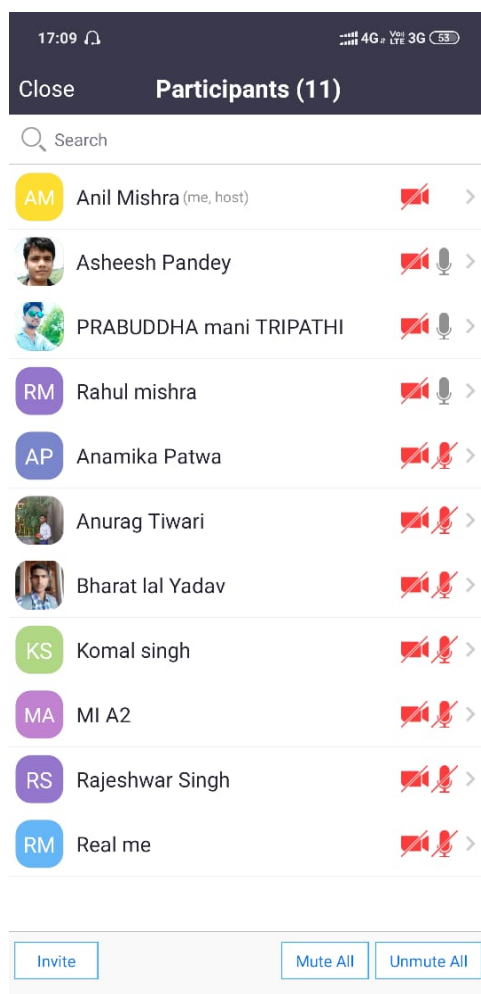 17:09 4G Voi LTE 3G 53
Close Participants (11)
Search
AM Anil Mishra (me, host)
Asheesh Pandey
PRABUDDHA mani TRIPATHI
RM Rahul mishra
AP Anamika Patwa
Anurag Tiwari
Bharat lal Yadav
KS Komal singh
MA MI A2
RS Rajeshwar Singh
RM Real me
Invite Mute All Unmute All